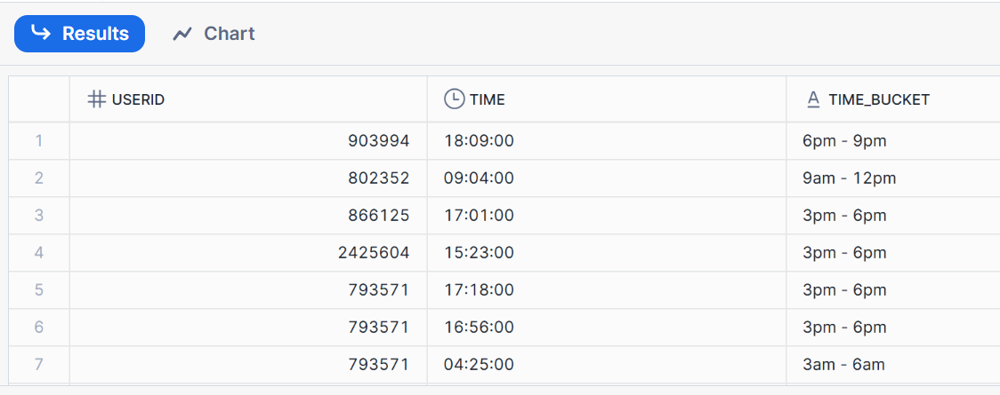 Results Chart
USERID TIME A TIME_BUCKET
1 903994 18:09:00 6pm - 9pm
2 802352 09:04:00 9am - 12pm
3 866125 17:01:00 3pm - 6pm
4 2425604 15:23:00 3pm - 6pm
5 793571 17:18:00 3pm - 6pm
6 793571 16:56:00 3pm - 6pm
7 793571 04:25:00 3am - 6am